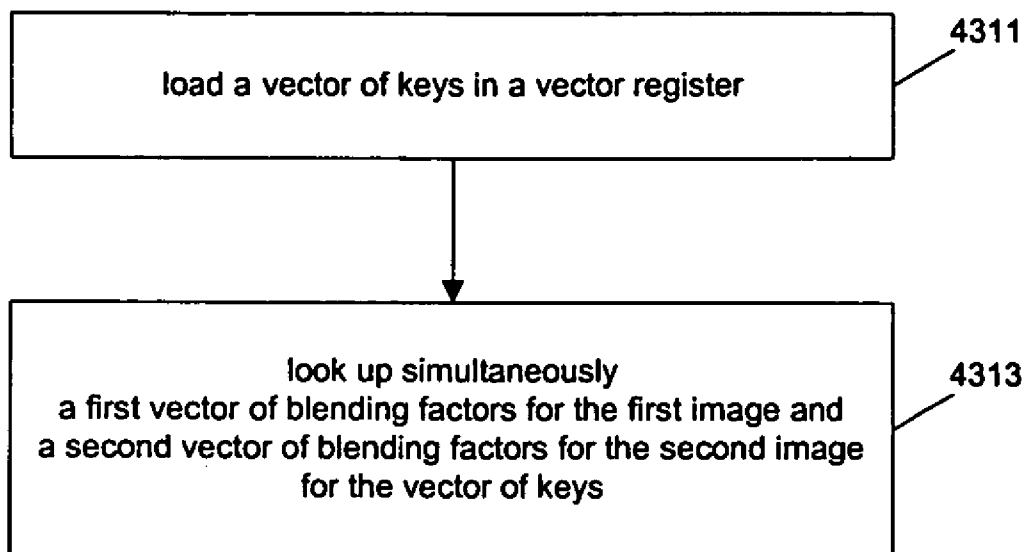 4311
load a vector of keys in a vector register
look up simultaneously
4313
a first vector of blending factors for the first image and
a second vector of blending factors for the second image
for the vector of keys